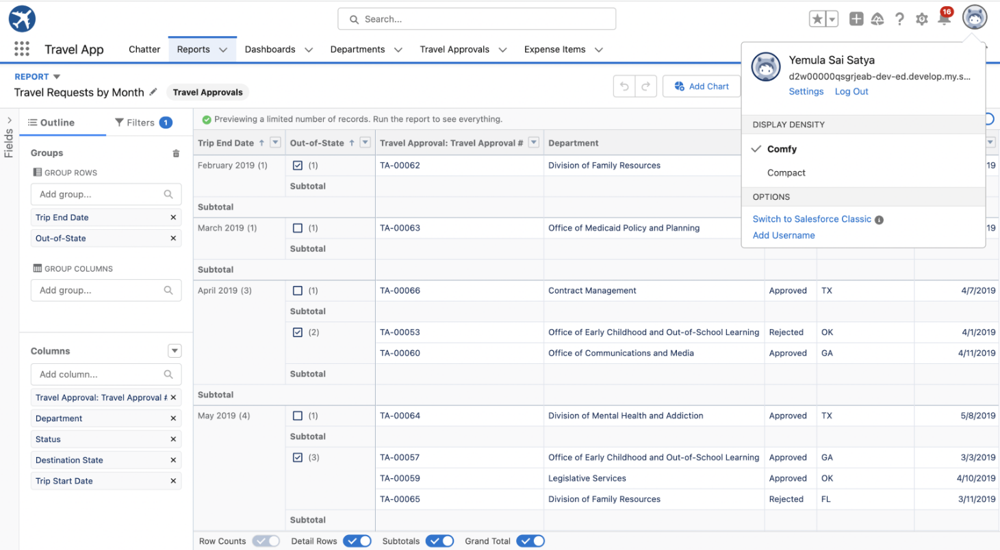 Search...
16
Travel App
Chatter Reports Dashboards Departments Travel Approvals Expense Items
Yemula Sai Satya
d2w00000qsgrjeab-dev-ed.develop.my.s...
Settings Log Out
REPORT
Travel Requests by Month Travel Approvals
Add Chart
Fields
Outline Filters 1
Previewing a limited number of records. Run the report to see everything.
DISPLAY DENSITY
Comfy
Compact
OPTIONS
Switch to Salesforce Classic
Add Username
Groups
GROUP ROWS
Add group...
Trip End Date
Out-of-State
GROUP COLUMNS
Add group...
Columns
Add column...
Travel Approval: Travel Approval #
Department
Status
Destination State
Trip Start Date
Trip End Date Out-of-State Travel Approval: Travel Approval # Department
February 2019 (1) (1) TA-00062 Division of Family Resources 19
Subtotal
Subtotal
March 2019 (1) (1) TA-00063 Office of Medicaid Policy and Planning 19
Subtotal
Subtotal
April 2019 (3) (1) TA-00066 Contract Management Approved TX 4/7/2019
Subtotal
(2) TA-00053 Office of Early Childhood and Out-of-School Learning Rejected OK 4/1/2019
TA-00060 Office of Communications and Media Approved GA 4/11/2019
Subtotal
Subtotal
May 2019 (4) (1) TA-00064 Division of Mental Health and Addiction Approved TX 5/8/2019
Subtotal
(3) TA-00057 Office of Early Childhood and Out-of-School Learning Approved GA 3/3/2019
TA-00059 Legislative Services Approved OK 4/10/2019
TA-00065 Division of Family Resources Rejected FL 3/11/2019
Subtotal
Row Counts Detail Rows Subtotals Grand Total